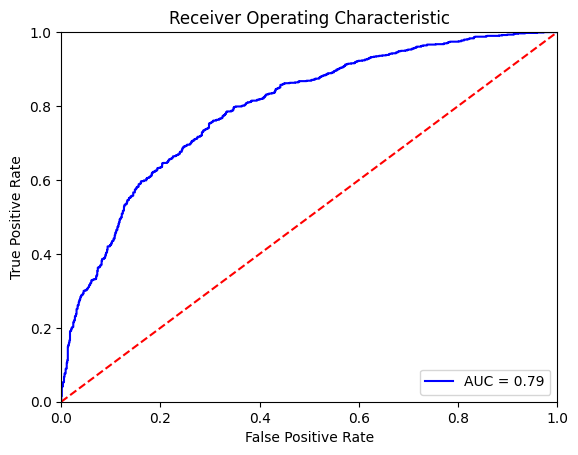 Receiver Operating Characteristic
1.0
0.8
0.6
0.4
0.2
0.0
True Positive Rate
AUC = 0.79
0.0 0.2 0.4 0.6 0.8 1.0
False Positive Rate